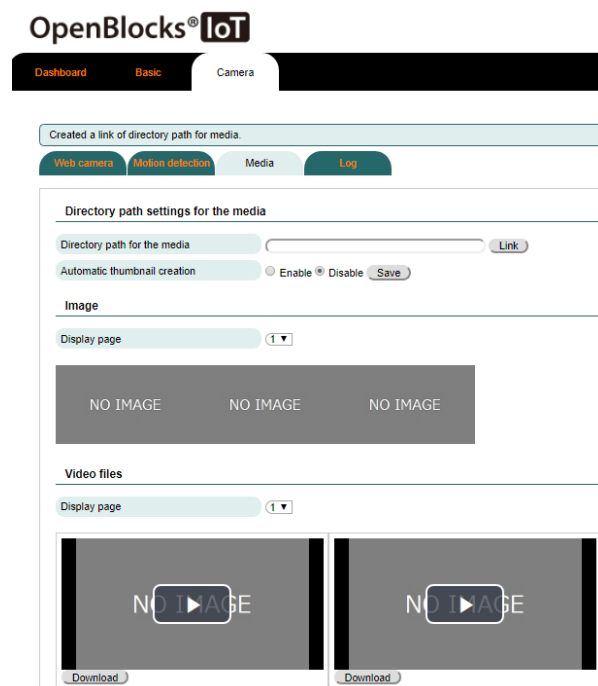 OpenBlocks® IoT
Dashboard Basic Camera
Created a link of directory path for media.
Web camera Motion detection Media Log
Directory path settings for the media
Directory path for the media Link
Automatic thumbnail creation Enable Disable Save
Image
Display page 1
NO IMAGE NO IMAGE NO IMAGE
Video files
Display page 1
NO IMAGE NO IMAGE
Download Download